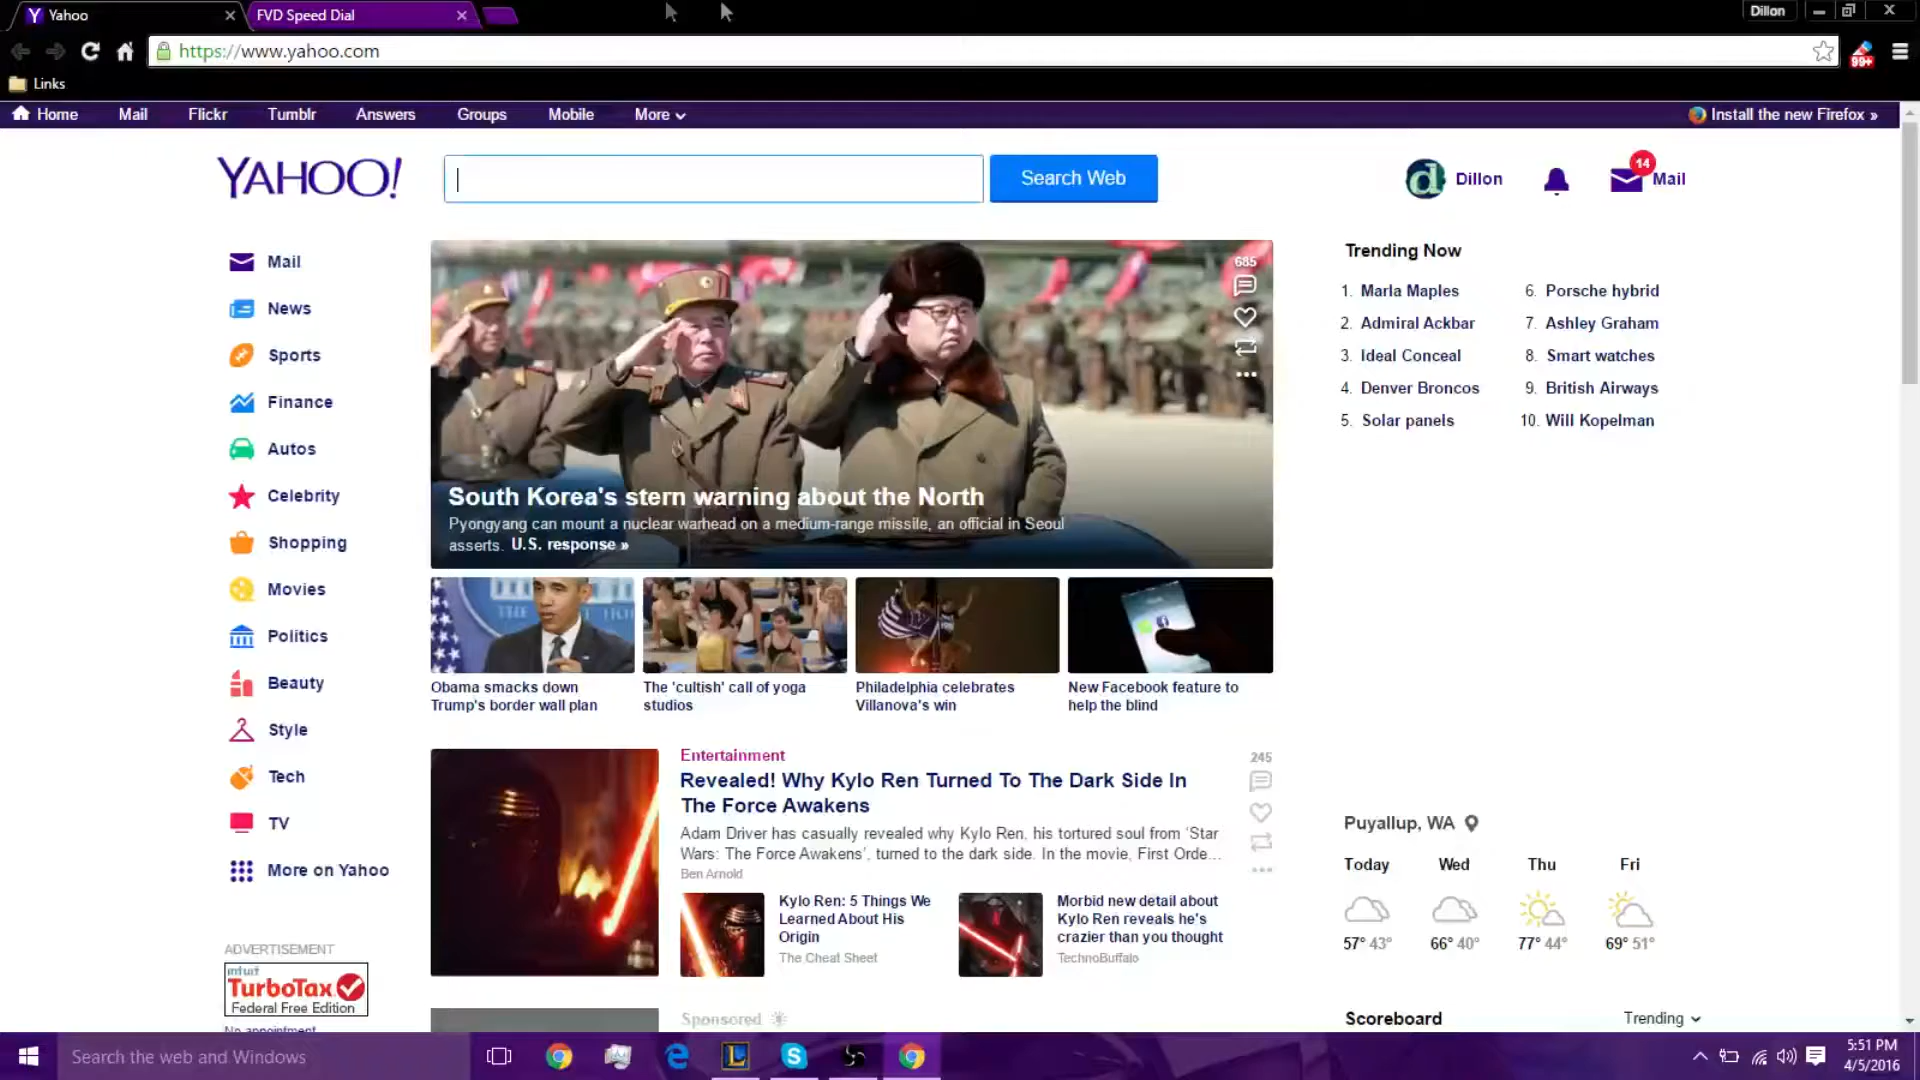 Yahoo
FVD Speed Dial
Dillon
https://www.yahoo.com
99+
Links
Home
Mail
Flickr
Tumblr
Answers
Groups
Mobile
More
Install the new Firefox »
YAHOO!
Search Web
d
Dillon
14
Mail
Mail
News
Sports
Finance
Autos
Celebrity
Shopping
Movies
Politics
Beauty
Style
Tech
TV
More on Yahoo
ADVERTISEMENT
intuit
TurboTax
Federal Free Edition
No appointment
685
South Korea's stern warning about the North
Pyongyang can mount a nuclear warhead on a medium-range missile, an official in Seoul
asserts. U.S. response »
Obama smacks down
Trump's border wall plan
The 'cultish' call of yoga
studios
Philadelphia celebrates
Villanova's win
New Facebook feature to
help the blind
Entertainment
245
Revealed! Why Kylo Ren Turned To The Dark Side In
The Force Awakens
Adam Driver has casually revealed why Kylo Ren, his tortured soul from ‘Star
Wars: The Force Awakens’, turned to the dark side. In the movie, First Orde...
Ben Arnold
Kylo Ren: 5 Things We
Learned About His
Origin
The Cheat Sheet
Morbid new detail about
Kylo Ren reveals he's
crazier than you thought
TechnoBuffalo
Sponsored
Trending Now
1. Marla Maples
2. Admiral Ackbar
3. Ideal Conceal
4. Denver Broncos
5. Solar panels
6. Porsche hybrid
7. Ashley Graham
8. Smart watches
9. British Airways
10. Will Kopelman
Puyallup, WA
Today
Wed
Thu
Fri
57° 43°
66° 40°
77° 44°
69° 51°
Scoreboard
Trending
Search the web and Windows
5:51 PM
4/5/2016